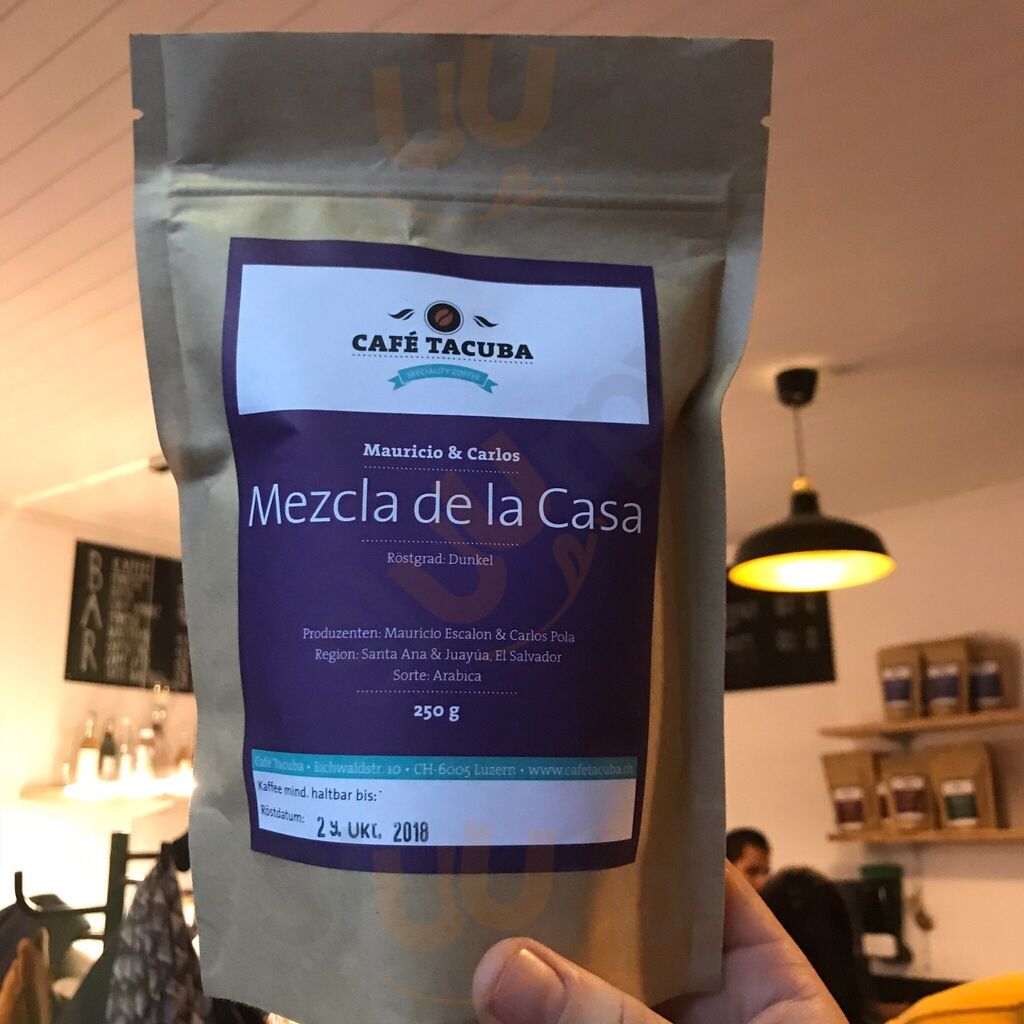 CAFÉ TACUBA
SPECIALITY COFFEE
Mauricio & Carlos
Mezcla de la Casa
Röstgrad: Dunkel
Produzenten: Mauricio Escalon & Carlos Pola
Region: Santa Ana & Juayúa, El Salvador
Sorte: Arabica
250 g
Café Tacuba • Eichwaldstr. 10 • CH-6005 Luzern • www.cafetacuba.ch
Kaffee mind. haltbar bis:
Röstdatum: 29. OKT. 2018
BAR
KAFFEE